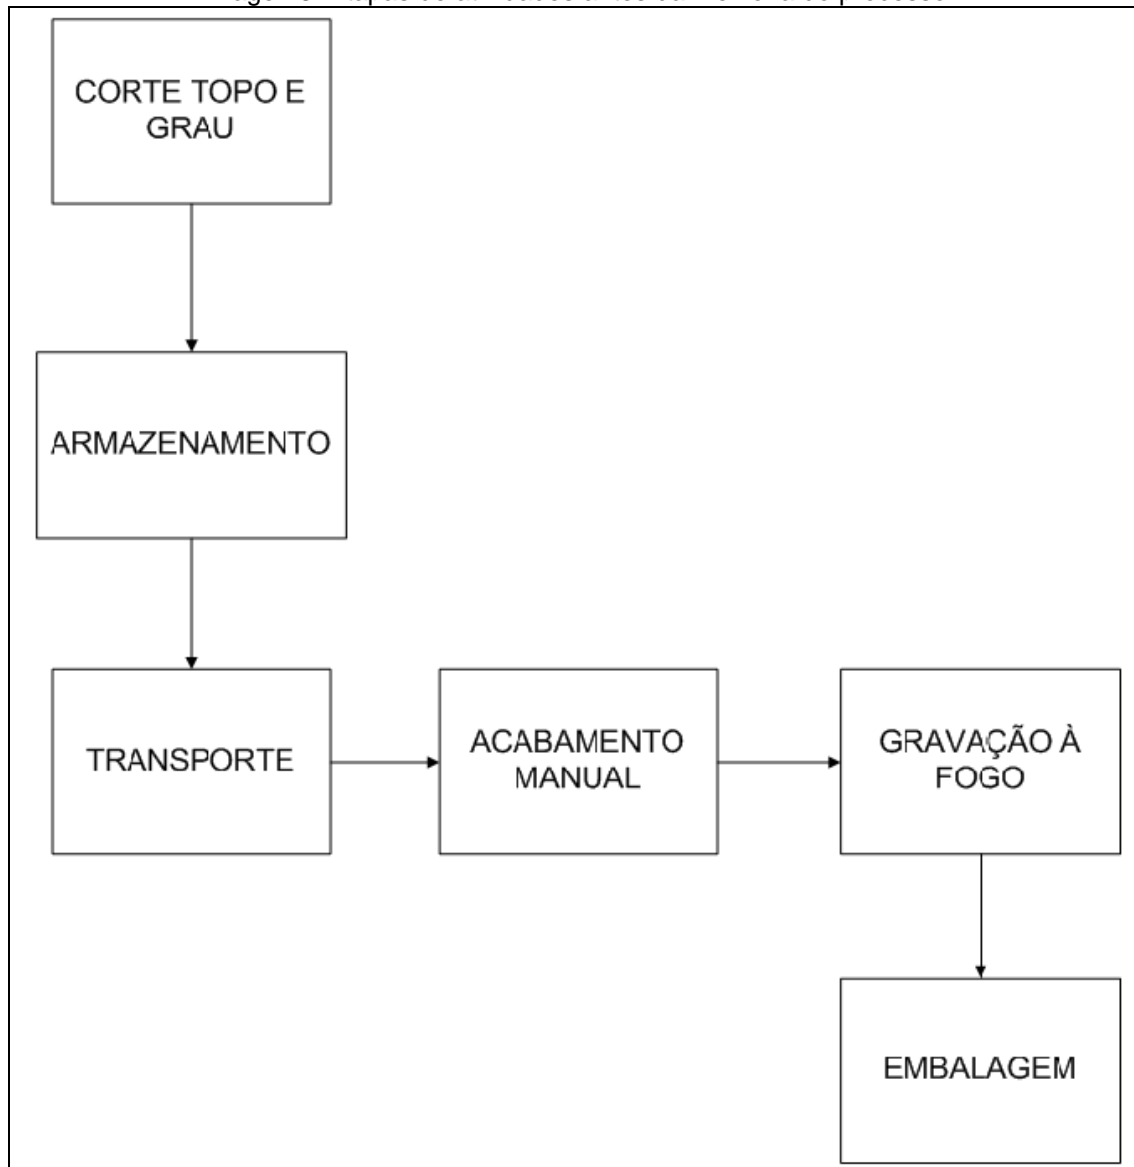 CORTE TOPO E
GRAU
ARMAZENAMENTO
TRANSPORTE
ACABAMENTO
MANUAL
GRAVAÇÃO À
FOGO
EMBALAGEM